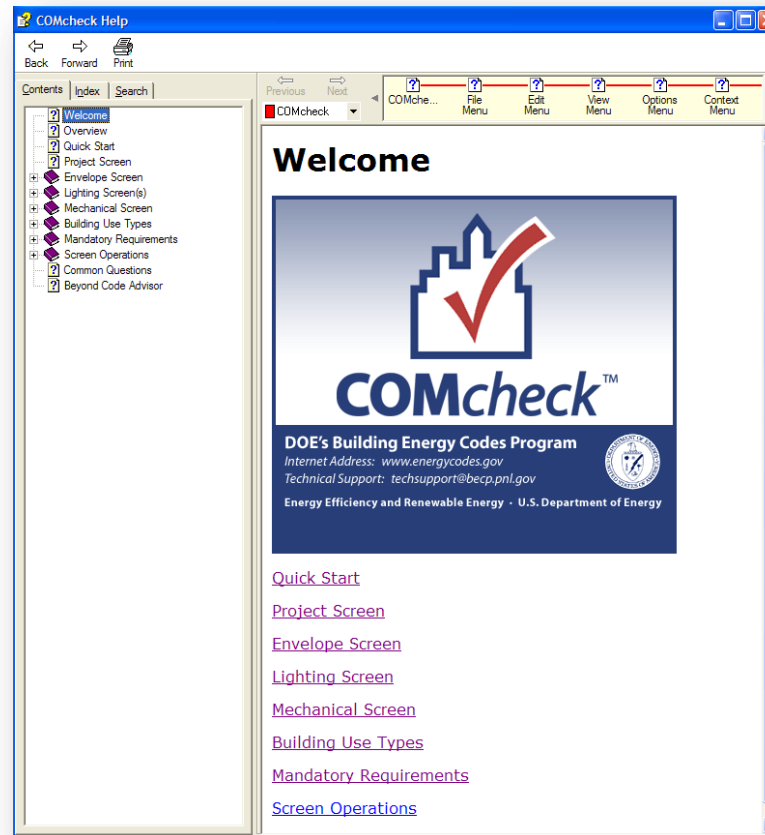 COMcheck Help
Back Forward Print
Contents Index Search
Welcome
Overview
Quick Start
Project Screen
Envelope Screen
Lighting Screen(s)
Mechanical Screen
Building Use Types
Mandatory Requirements
Screen Operations
Common Questions
Beyond Code Advisor
Previous Next
COMcheck
COMche... File Menu Edit Menu View Menu Options Menu Context Menu
Welcome
COMcheck™
DOE's Building Energy Codes Program
Internet Address: www.energycodes.gov
Technical Support: techsupport@becp.pnl.gov
Energy Efficiency and Renewable Energy · U.S. Department of Energy
Quick Start
Project Screen
Envelope Screen
Lighting Screen
Mechanical Screen
Building Use Types
Mandatory Requirements
Screen Operations